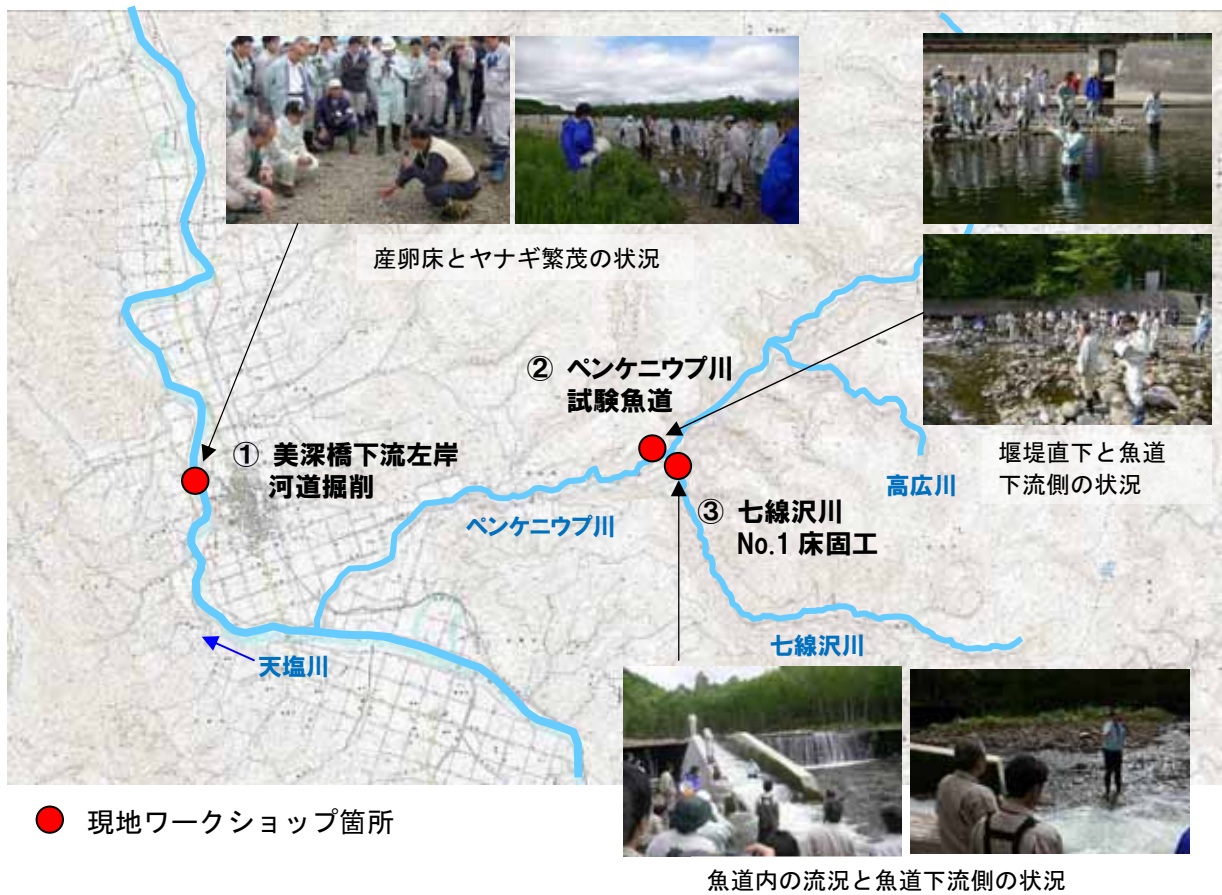 産卵床とヤナギ繁茂の状況
② ペンケニウプ川
試験魚道
① 美深橋下流左岸
河道掘削
堰堤直下と魚道
下流側の状況
高広川
ペンケニウプ川
③ 七線沢川
No.1 床固工
七線沢川
天塩川
現地ワークショップ箇所
魚道内の流況と魚道下流側の状況